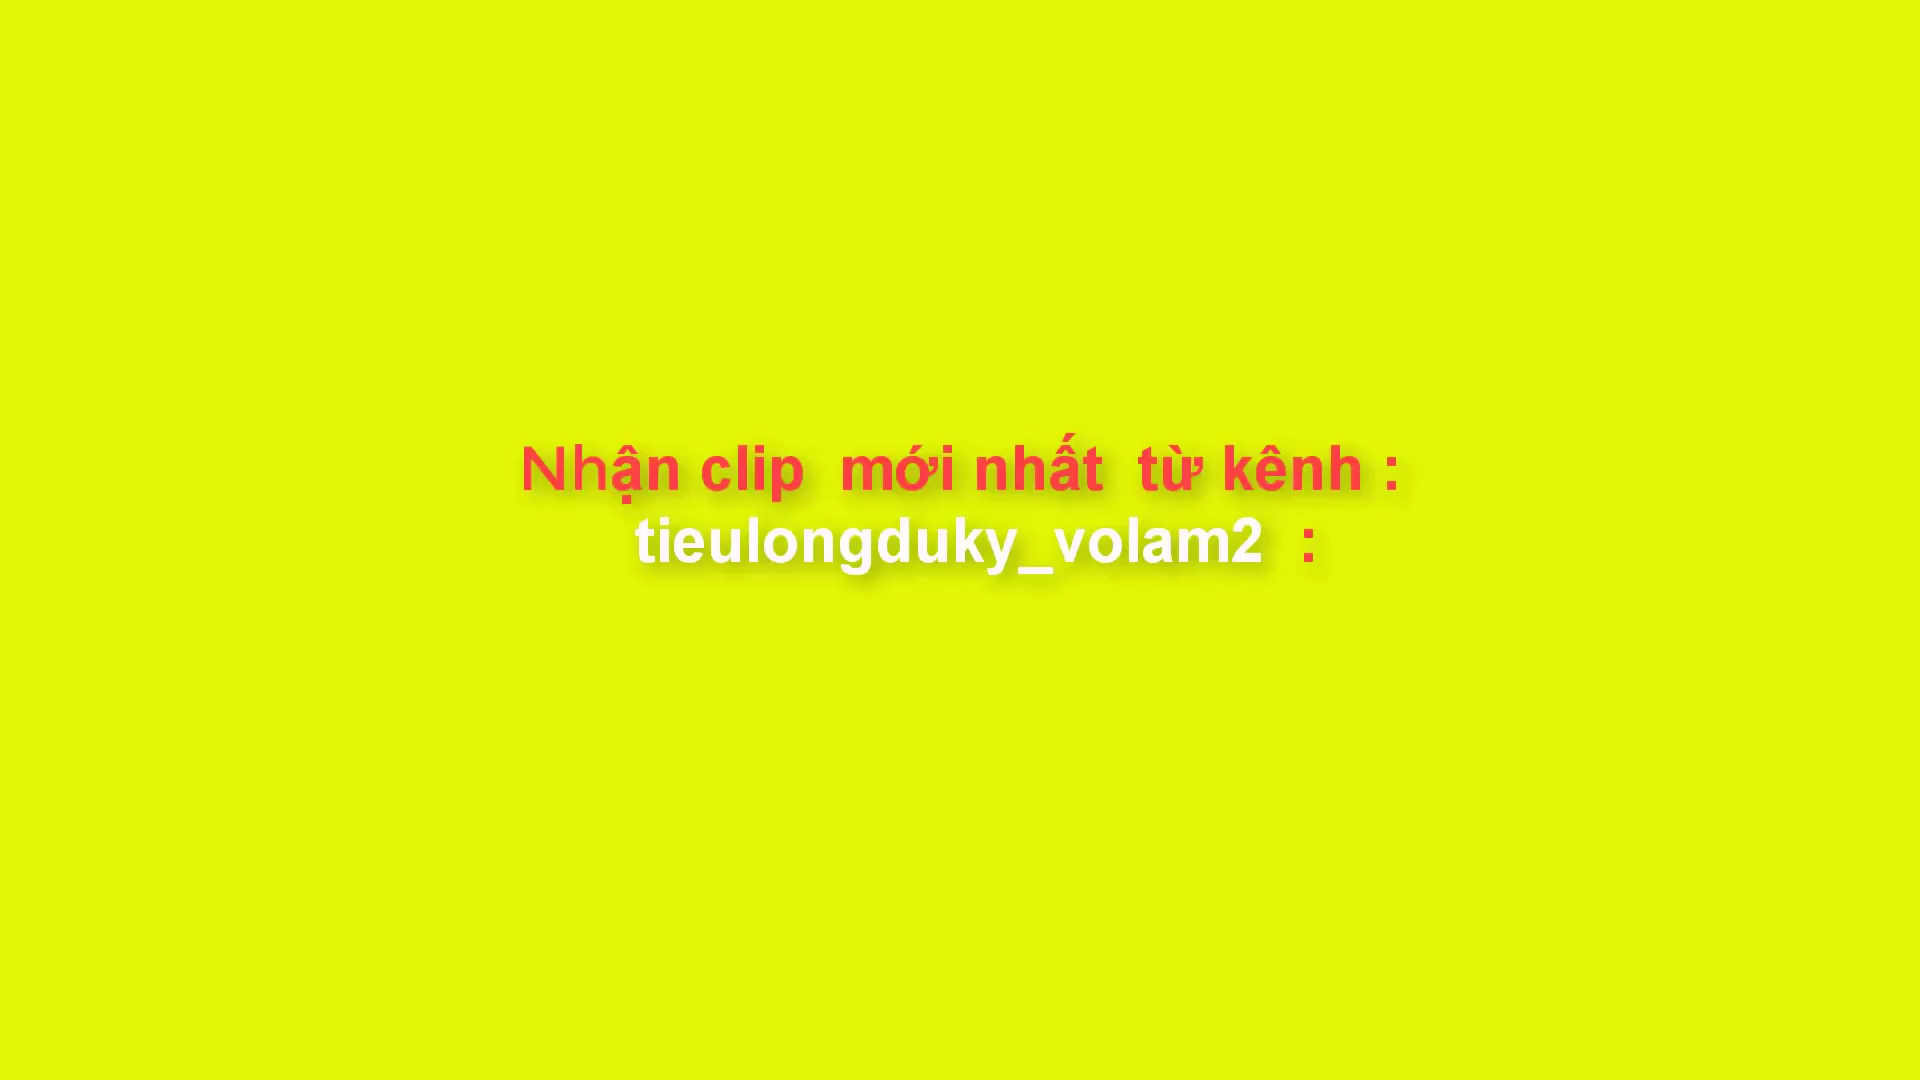 Nhận clip mới nhất từ kênh :
tieulongduky_volam2 :